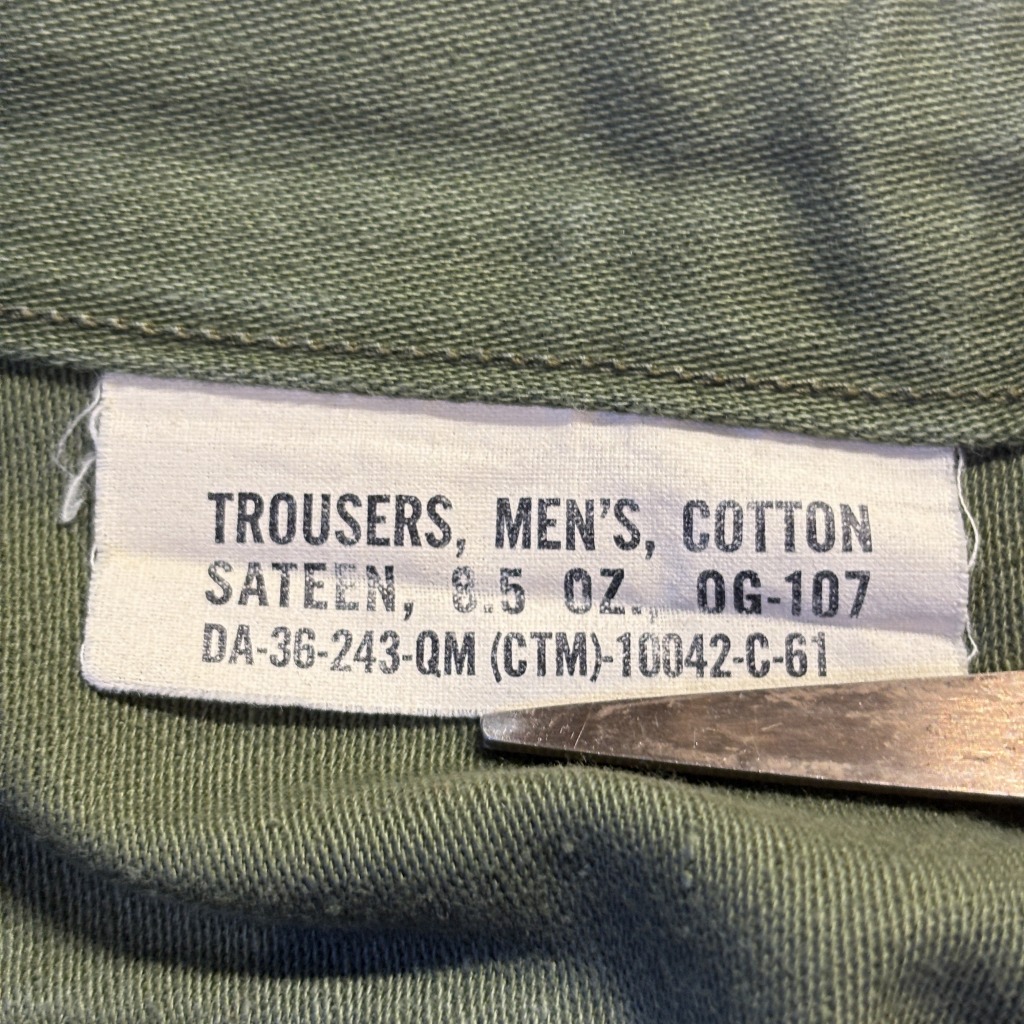 TROUSERS, MEN'S, COTTON
SATEEN, 8.5 OZ., OG-107
DA-36-243-QM (CTM)-10042-C-61